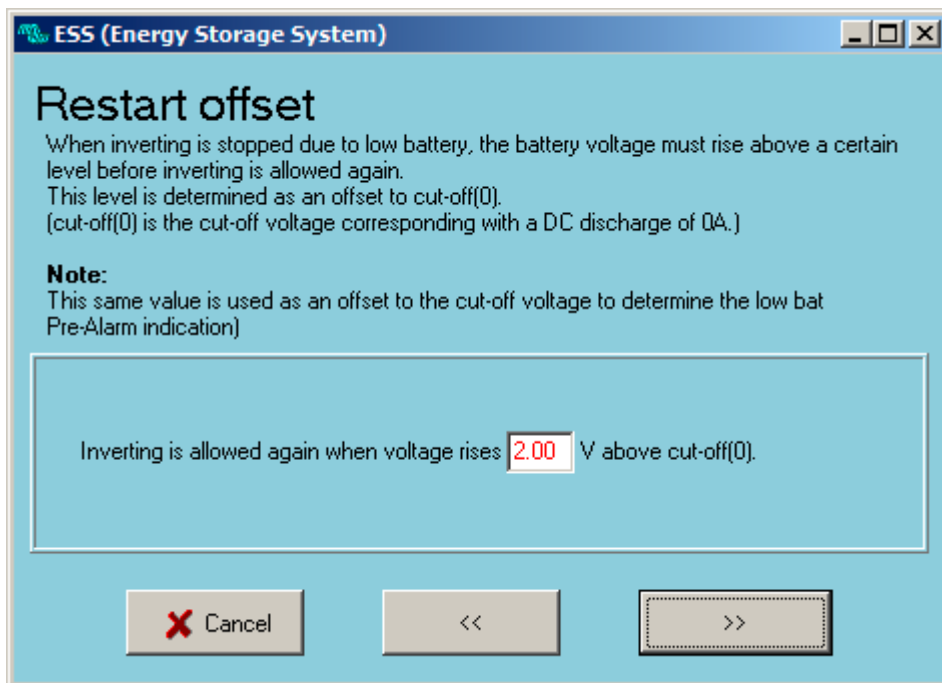 ESS (Energy Storage System)
Restart offset
When inverting is stopped due to low battery, the battery voltage must rise above a certain
level before inverting is allowed again.
This level is determined as an offset to cut-off(0).
(cut-off(0) is the cut-off voltage corresponding with a DC discharge of 0A.)
Note:
This same value is used as an offset to the cut-off voltage to determine the low bat
Pre-Alarm indication)
Inverting is allowed again when voltage rises 2.00 V above cut-off(0).
Cancel << >>